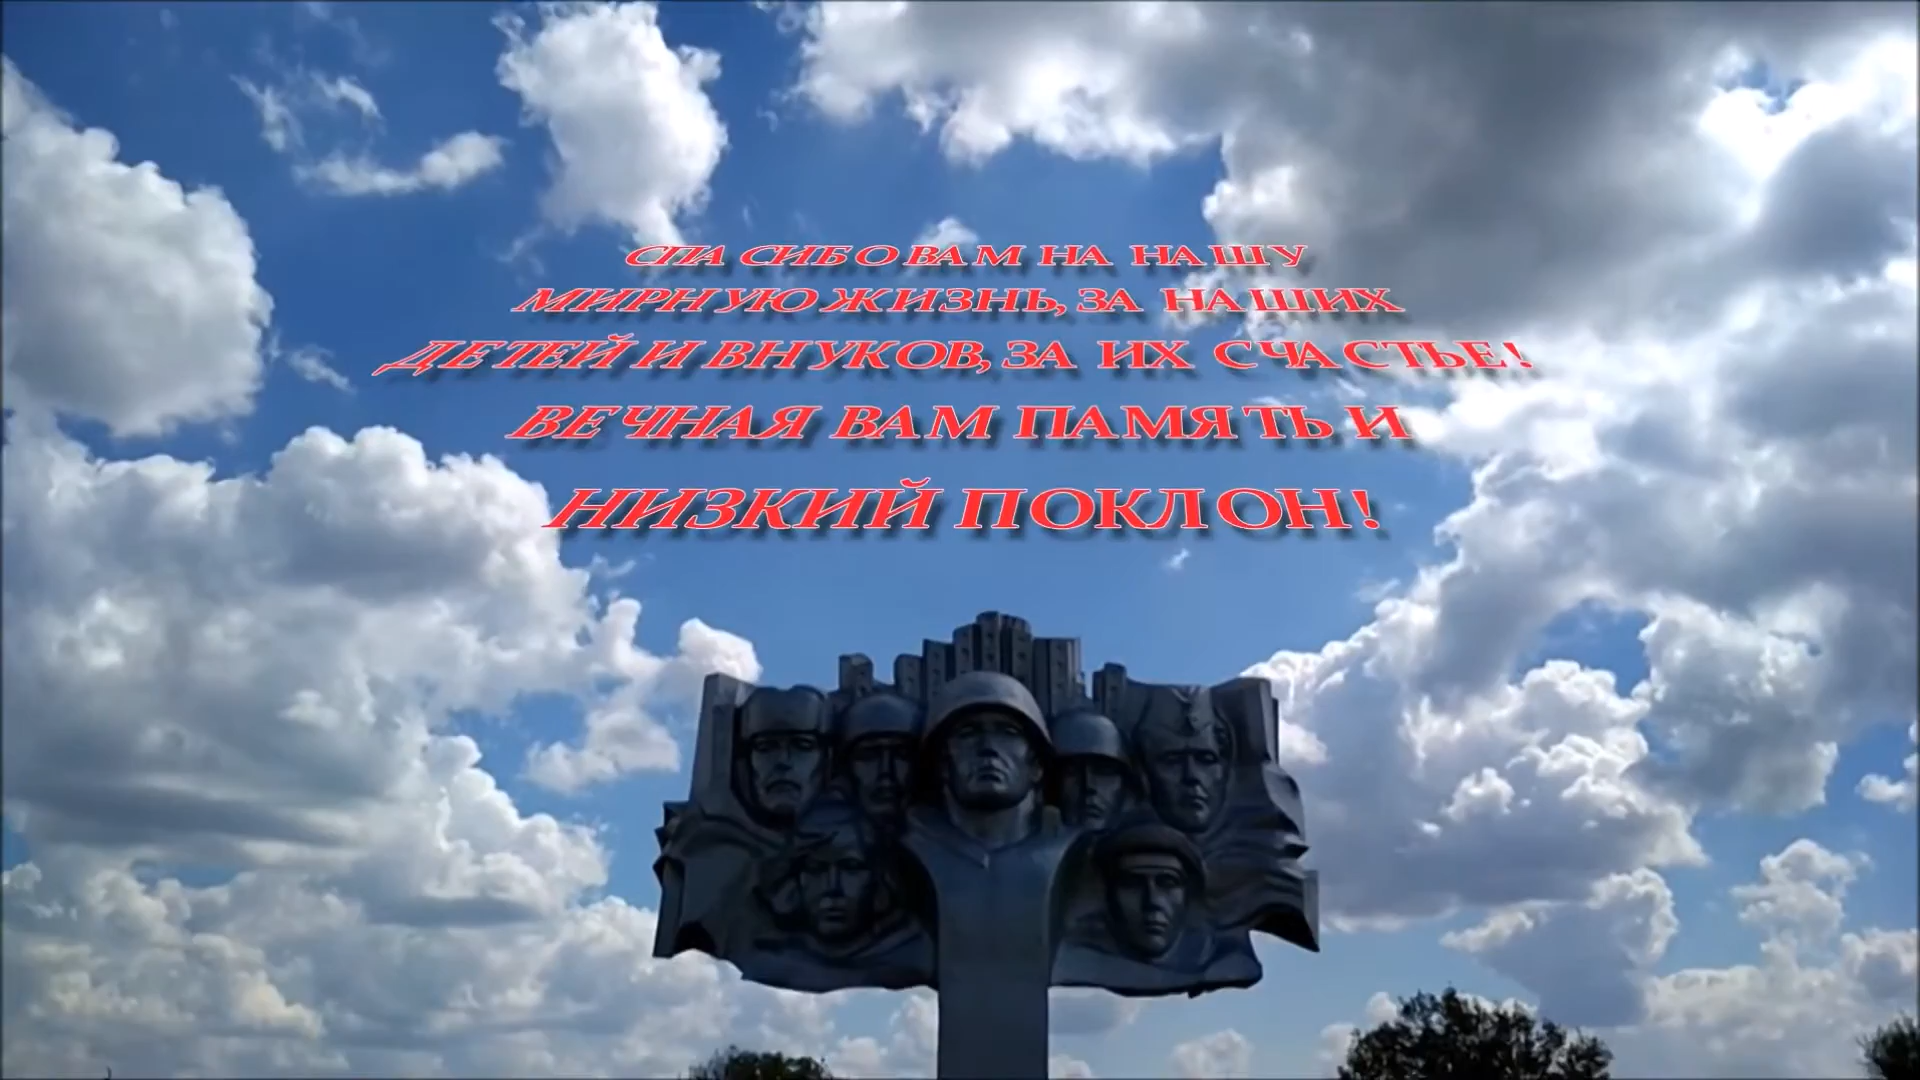 СПАСИБО ВАМ НА НАШУ
МИРНУЮ ЖИЗНЬ, ЗА НАШИХ
ДЕТЕЙ И ВНУКОВ, ЗА ИХ СЧАСТЬЕ!
ВЕЧНАЯ ВАМ ПАМЯТЬ И
НИЗКИЙ ПОКЛОН!